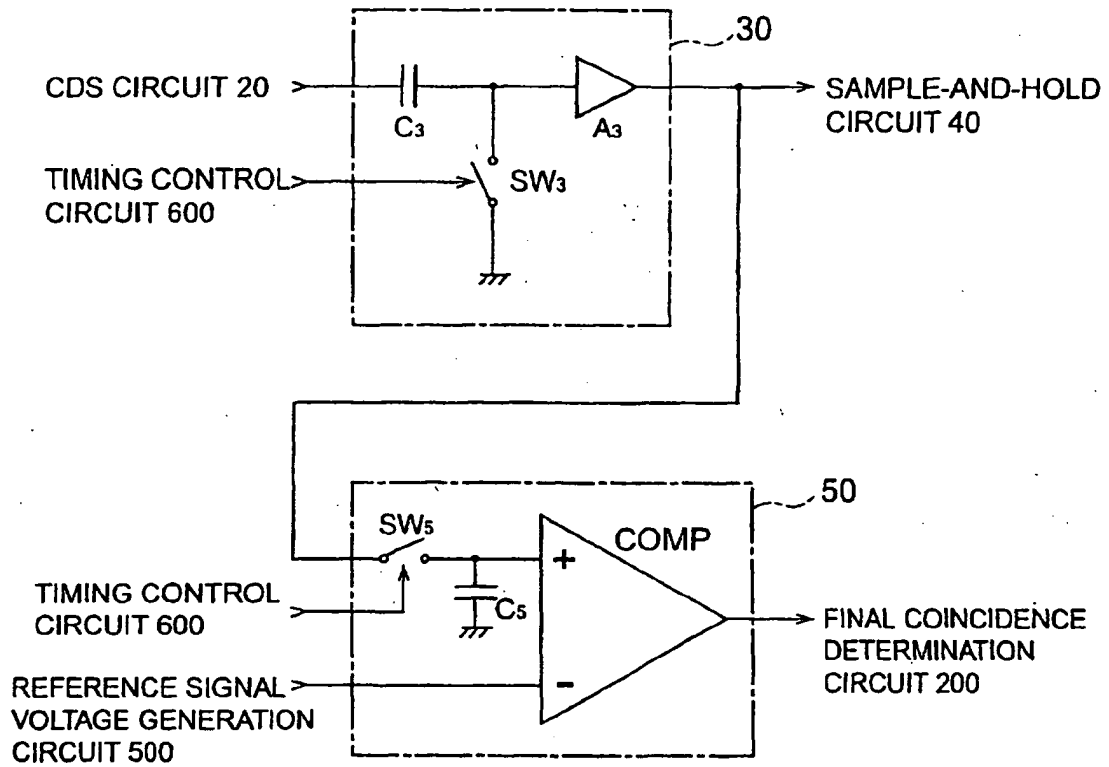 30
CDS CIRCUIT 20
C3
A3
SAMPLE-AND-HOLD
CIRCUIT 40
TIMING CONTROL
CIRCUIT 600
SW3
50
SW5
COMP
+
C5
TIMING CONTROL
CIRCUIT 600
FINAL COINCIDENCE
DETERMINATION
CIRCUIT 200
REFERENCE SIGNAL
VOLTAGE GENERATION
CIRCUIT 500
-